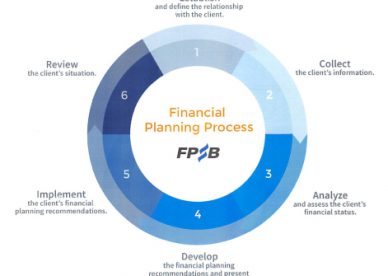 and define the relationship
with the client.
1
Collect
the client's information.
2
3
Analyze
and assess the client's
financial status.
4
Develop
the financial planning
recommendations and present
5
Implement
the client's financial
planning recommendations.
6
Review
the client's situation.
Financial
Planning Process
FPSB